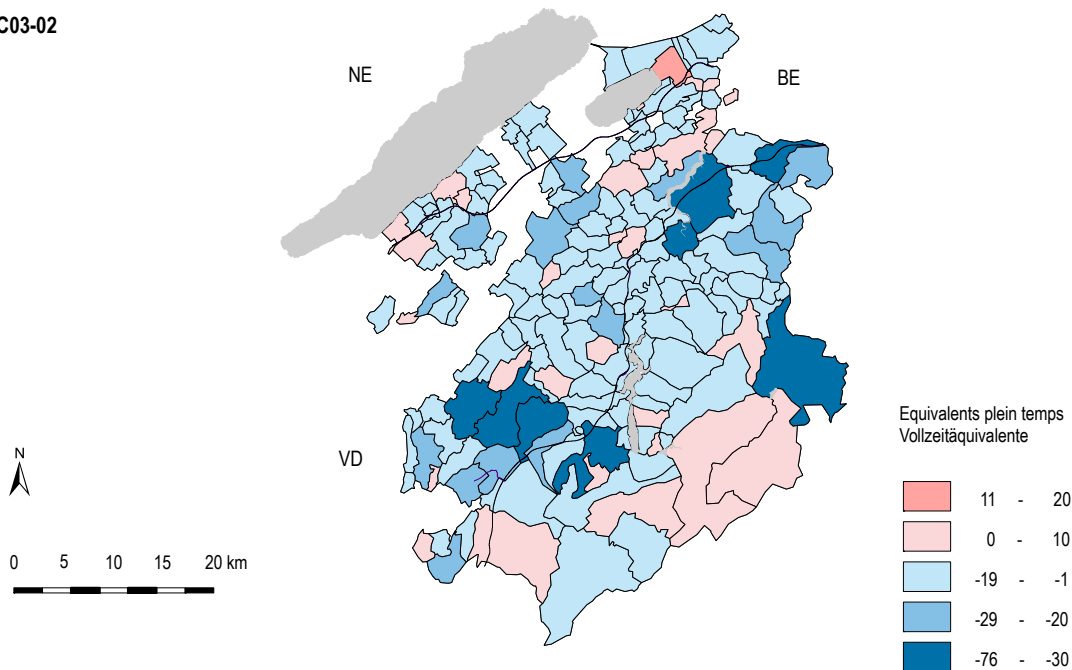 C03-02
NE
BE
VD
N
0 5 10 15 20 km
Equivalents plein temps
Vollzeitäquivalente
11 - 20
0 - 10
-19 - -1
-29 - -20
-76 - -30